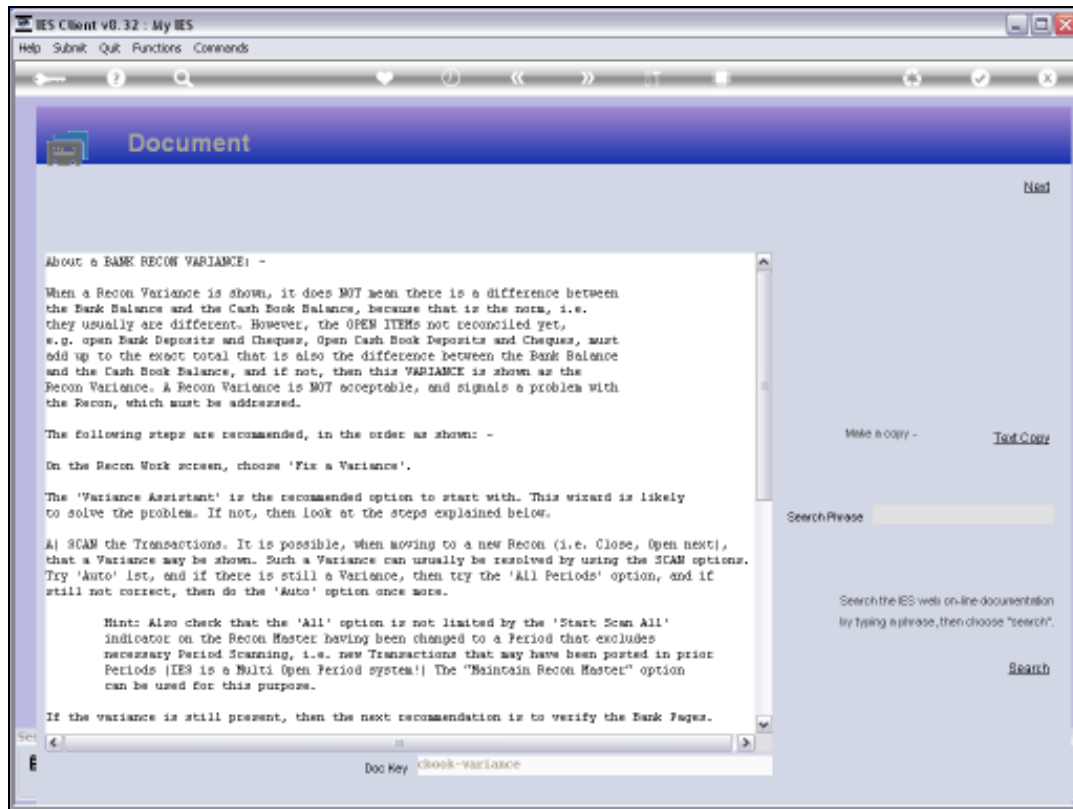 IES Client v8.32 : My IES
Help Submit Quit Functions Commands
Document
Next
About a BANK RECON VARIANCE: -
When a Recon Variance is shown, it does NOT mean there is a difference between
the Bank Balance and the Cash Book Balance, because that is the norm, i.e.
they usually are different. However, the OPEN ITEMs not reconciled yet,
e.g. open Bank Deposits and Cheques, Open Cash Book Deposits and Cheques, must
add up to the exact total that is also the difference between the Bank Balance
and the Cash Book Balance, and if not, then this VARIANCE is shown as the
Recon Variance. A Recon Variance is NOT acceptable, and signals a problem with
the Recon, which must be addressed.
The following steps are recommended, in the order as shown: -
On the Recon Work screen, choose 'Fix a Variance'.
The 'Variance Assistant' is the recommended option to start with. This wizard is likely
to solve the problem. If not, then look at the steps explained below.
A) SCAN the Transactions. It is possible, when moving to a new Recon (i.e. Close, Open next),
that a Variance may be shown. Such a Variance can usually be resolved by using the SCAN options.
Try 'Auto' 1st, and if there is still a Variance, then try the 'All Periods' option, and if
still not correct, then do the 'Auto' option once more.
Hint: Also check that the 'All' option is not limited by the 'Start Scan All'
indicator on the Recon Master having been changed to a Period that excludes
necessary Period Scanning, i.e. new Transactions that may have been posted in prior
Periods (IES is a Multi Open Period system!) The "Maintain Recon Master" option
can be used for this purpose.
If the variance is still present, then the next recommendation is to verify the Bank Pages.
Make a copy -
Text Copy
Search Phrase
Search the IES web on-line documentation
by typing a phrase, then choose "search".
Search
Doc Key cbook-variance